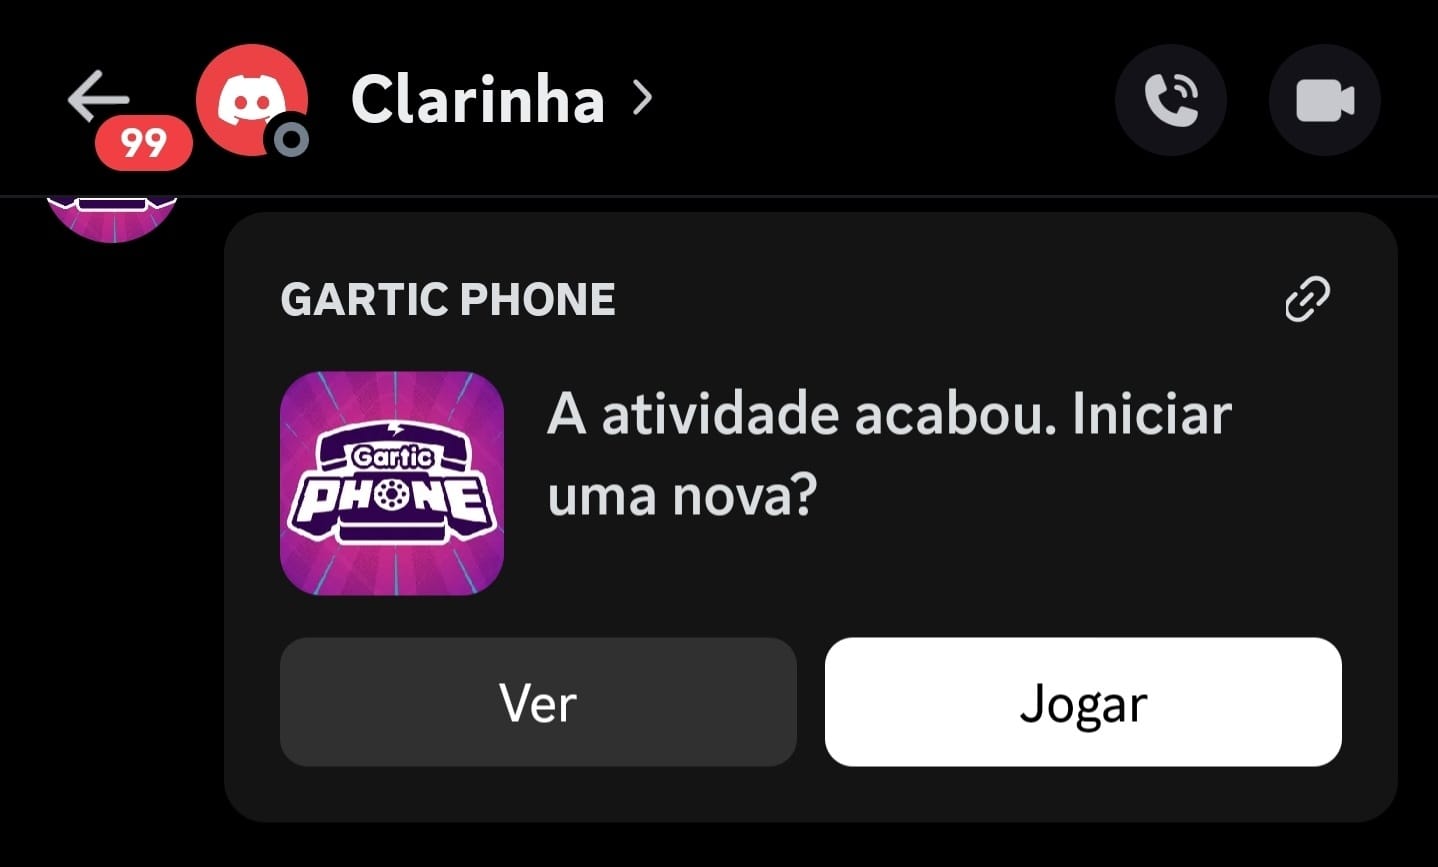 Clarinha
99
GARTIC PHONE
A atividade acabou. Iniciar
uma nova?
Gartic
PHONE
Ver
Jogar